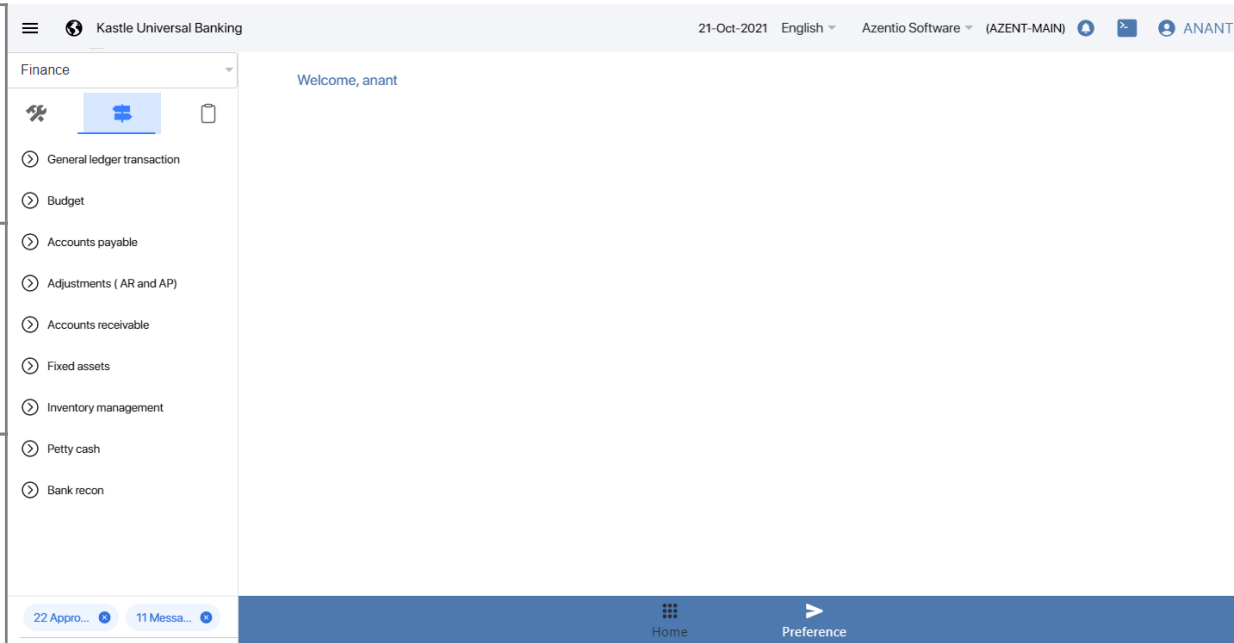 Kastle Universal Banking 21-Oct-2021 English Azentio Software (AZENT-MAIN) >_ ANANT
Finance
Welcome, anant
General ledger transaction
Budget
Accounts payable
Adjustments ( AR and AP)
Accounts receivable
Fixed assets
Inventory management
Petty cash
Bank recon
22 Appro... 11 Messa...
Home Preference